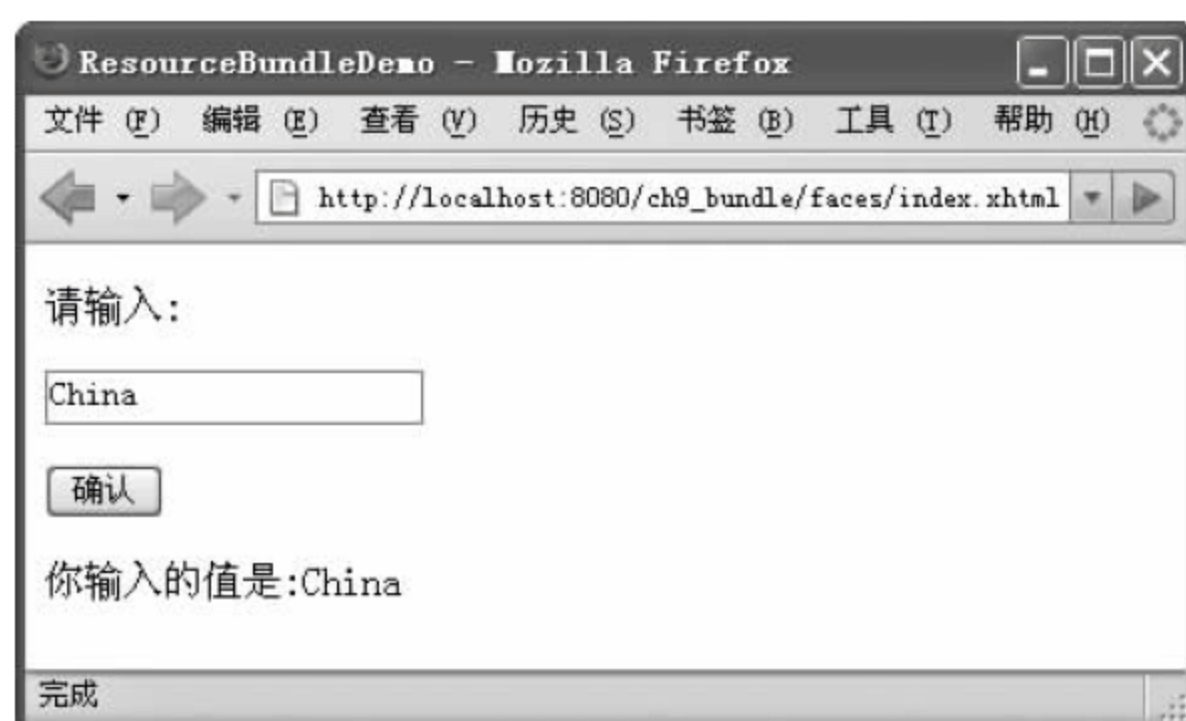 ResourceBundleDemo - Mozilla Firefox
文件 (F) 编辑 (E) 查看 (V) 历史 (S) 书签 (B) 工具 (T) 帮助 (H)
http://localhost:8080/ch9_bundle/faces/index.xhtml
请输入:
China
确认
你输入的值是:China
完成